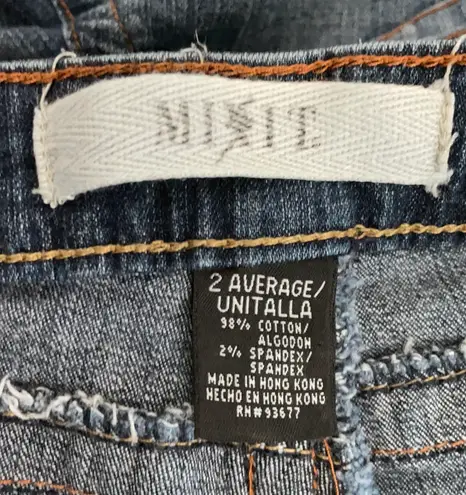 MIXIT
2 AVERAGE/
UNITALLA
98% COTTON/
ALGODON
2% SPANDEX/
SPANDEX
MADE IN HONG KONG
HECHO EN HONG KONG
RN#93677